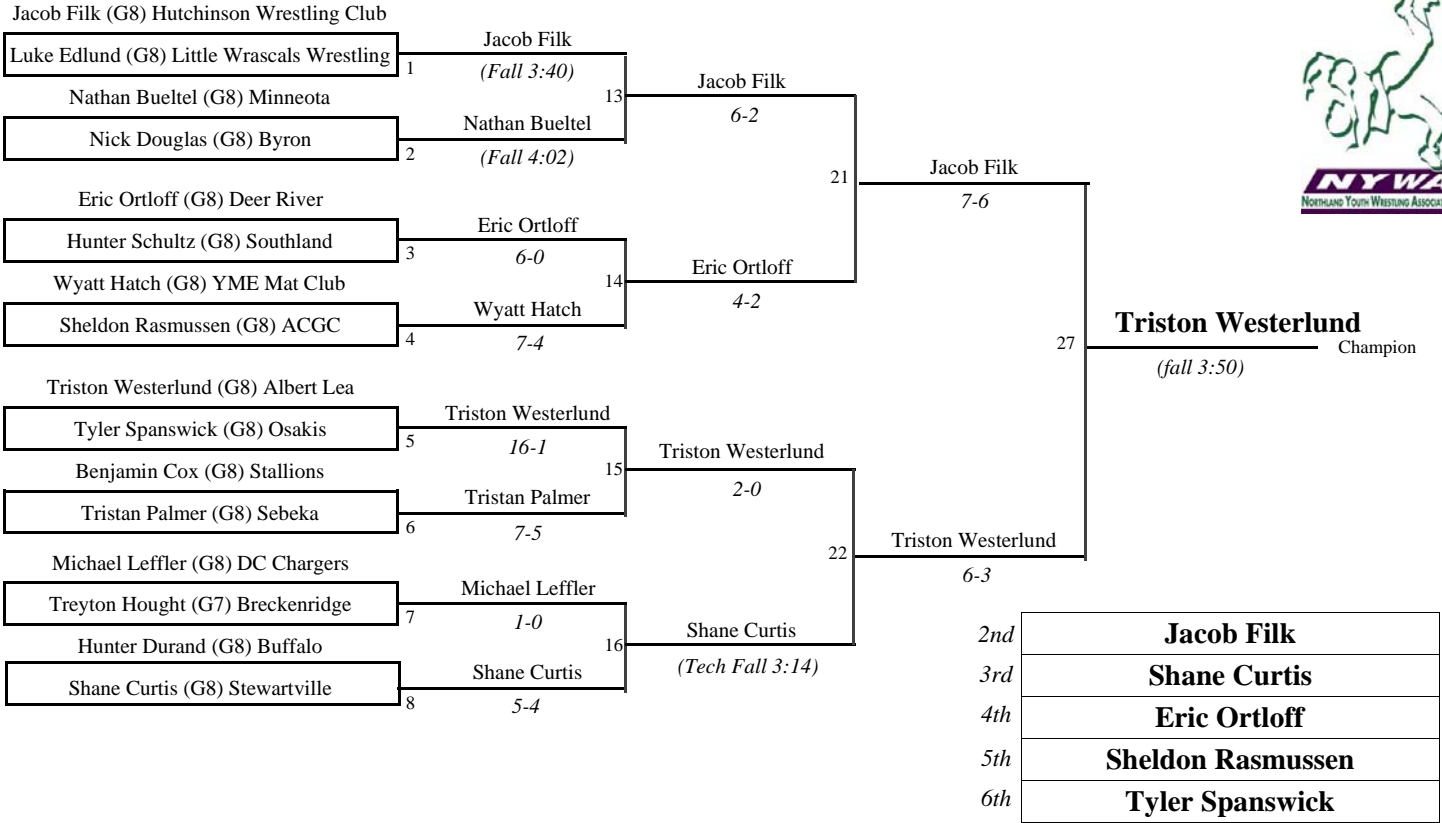 Jacob Filk (G8) Hutchinson Wrestling Club
Luke Edlund (G8) Little Wrascals Wrestling
1
Jacob Filk
(Fall 3:40)
Nathan Bueltel (G8) Minneota
Nick Douglas (G8) Byron
2
Nathan Bueltel
(Fall 4:02)
13
Jacob Filk
6-2
Eric Ortloff (G8) Deer River
Hunter Schultz (G8) Southland
3
Eric Ortloff
6-0
Wyatt Hatch (G8) YME Mat Club
Sheldon Rasmussen (G8) ACGC
4
Wyatt Hatch
7-4
14
Eric Ortloff
4-2
21
Jacob Filk
7-6
Triston Westerlund (G8) Albert Lea
Tyler Spanswick (G8) Osakis
5
Triston Westerlund
16-1
Benjamin Cox (G8) Stallions
Tristan Palmer (G8) Sebeka
6
Tristan Palmer
7-5
15
Triston Westerlund
2-0
Michael Leffler (G8) DC Chargers
Treyton Hought (G7) Breckenridge
7
Michael Leffler
1-0
Hunter Durand (G8) Buffalo
Shane Curtis (G8) Stewartville
8
Shane Curtis
5-4
16
Shane Curtis
(Tech Fall 3:14)
22
Triston Westerlund
6-3
27
Triston Westerlund
Champion
(fall 3:50)
NYWA
NORTHLAND YOUTH WRESTLING
2nd Jacob Filk
3rd Shane Curtis
4th Eric Ortloff
5th Sheldon Rasmussen
6th Tyler Spanswick